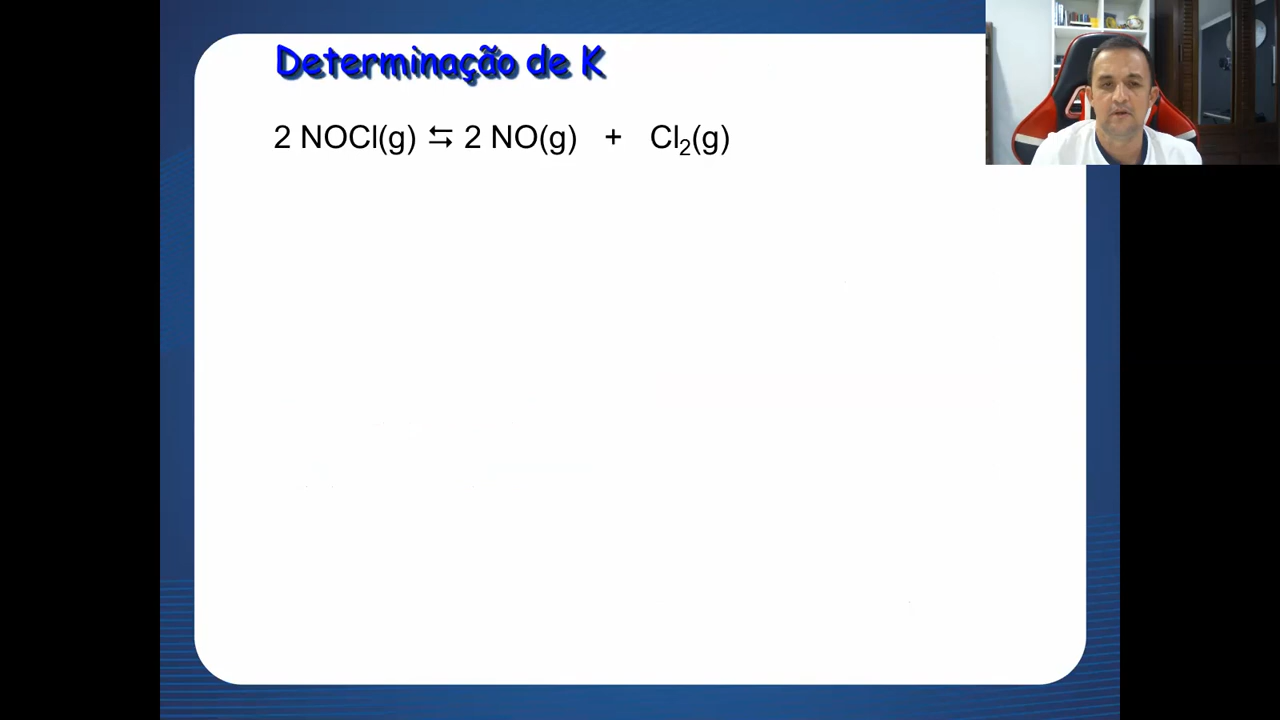 Determinação de K
2 NOCl(g) ⇆ 2 NO(g) + Cl₂(g)